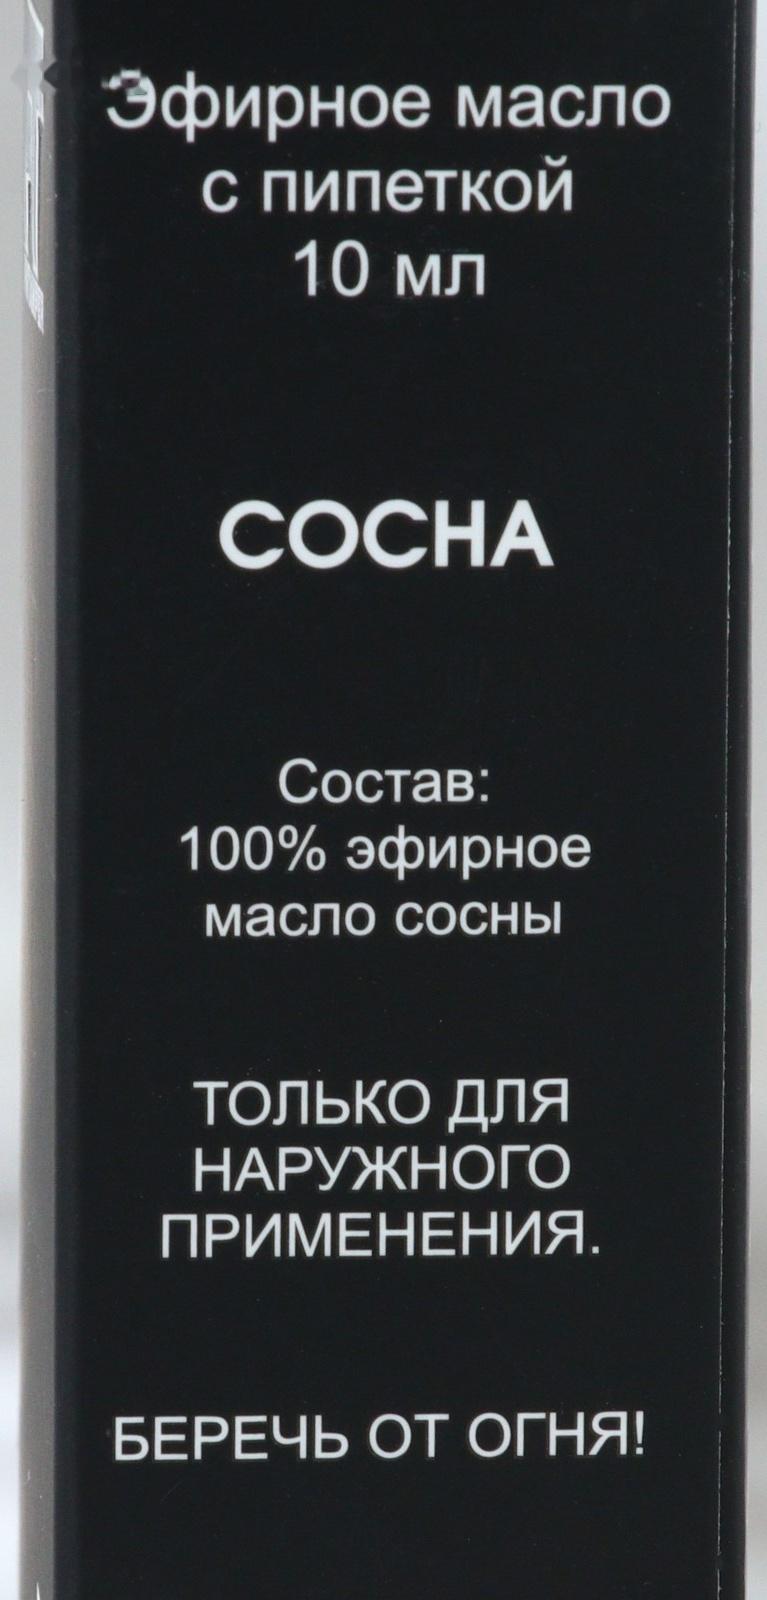 Эфирное масло
с пипеткой
10 мл
СОСНА
Состав:
100% эфирное
масло сосны
ТОЛЬКО ДЛЯ
НАРУЖНОГО
ПРИМЕНЕНИЯ.
БЕРЕЧЬ ОТ ОГНЯ!